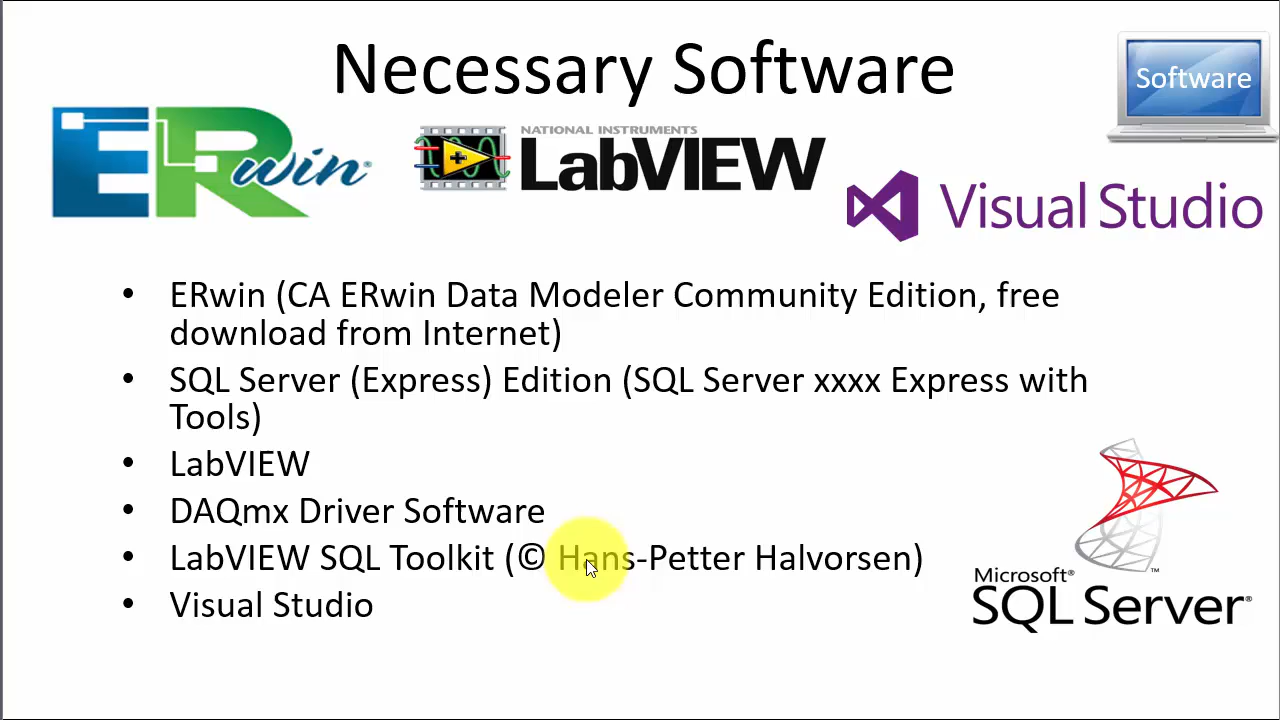 Necessary Software
Software
ERwin®
NATIONAL INSTRUMENTS
LabVIEW
Visual Studio
• ERwin (CA ERwin Data Modeler Community Edition, free
download from Internet)
• SQL Server (Express) Edition (SQL Server xxxx Express with
Tools)
• LabVIEW
• DAQmx Driver Software
• LabVIEW SQL Toolkit (© Hans-Petter Halvorsen)
• Visual Studio
™
Microsoft®
SQL Server®